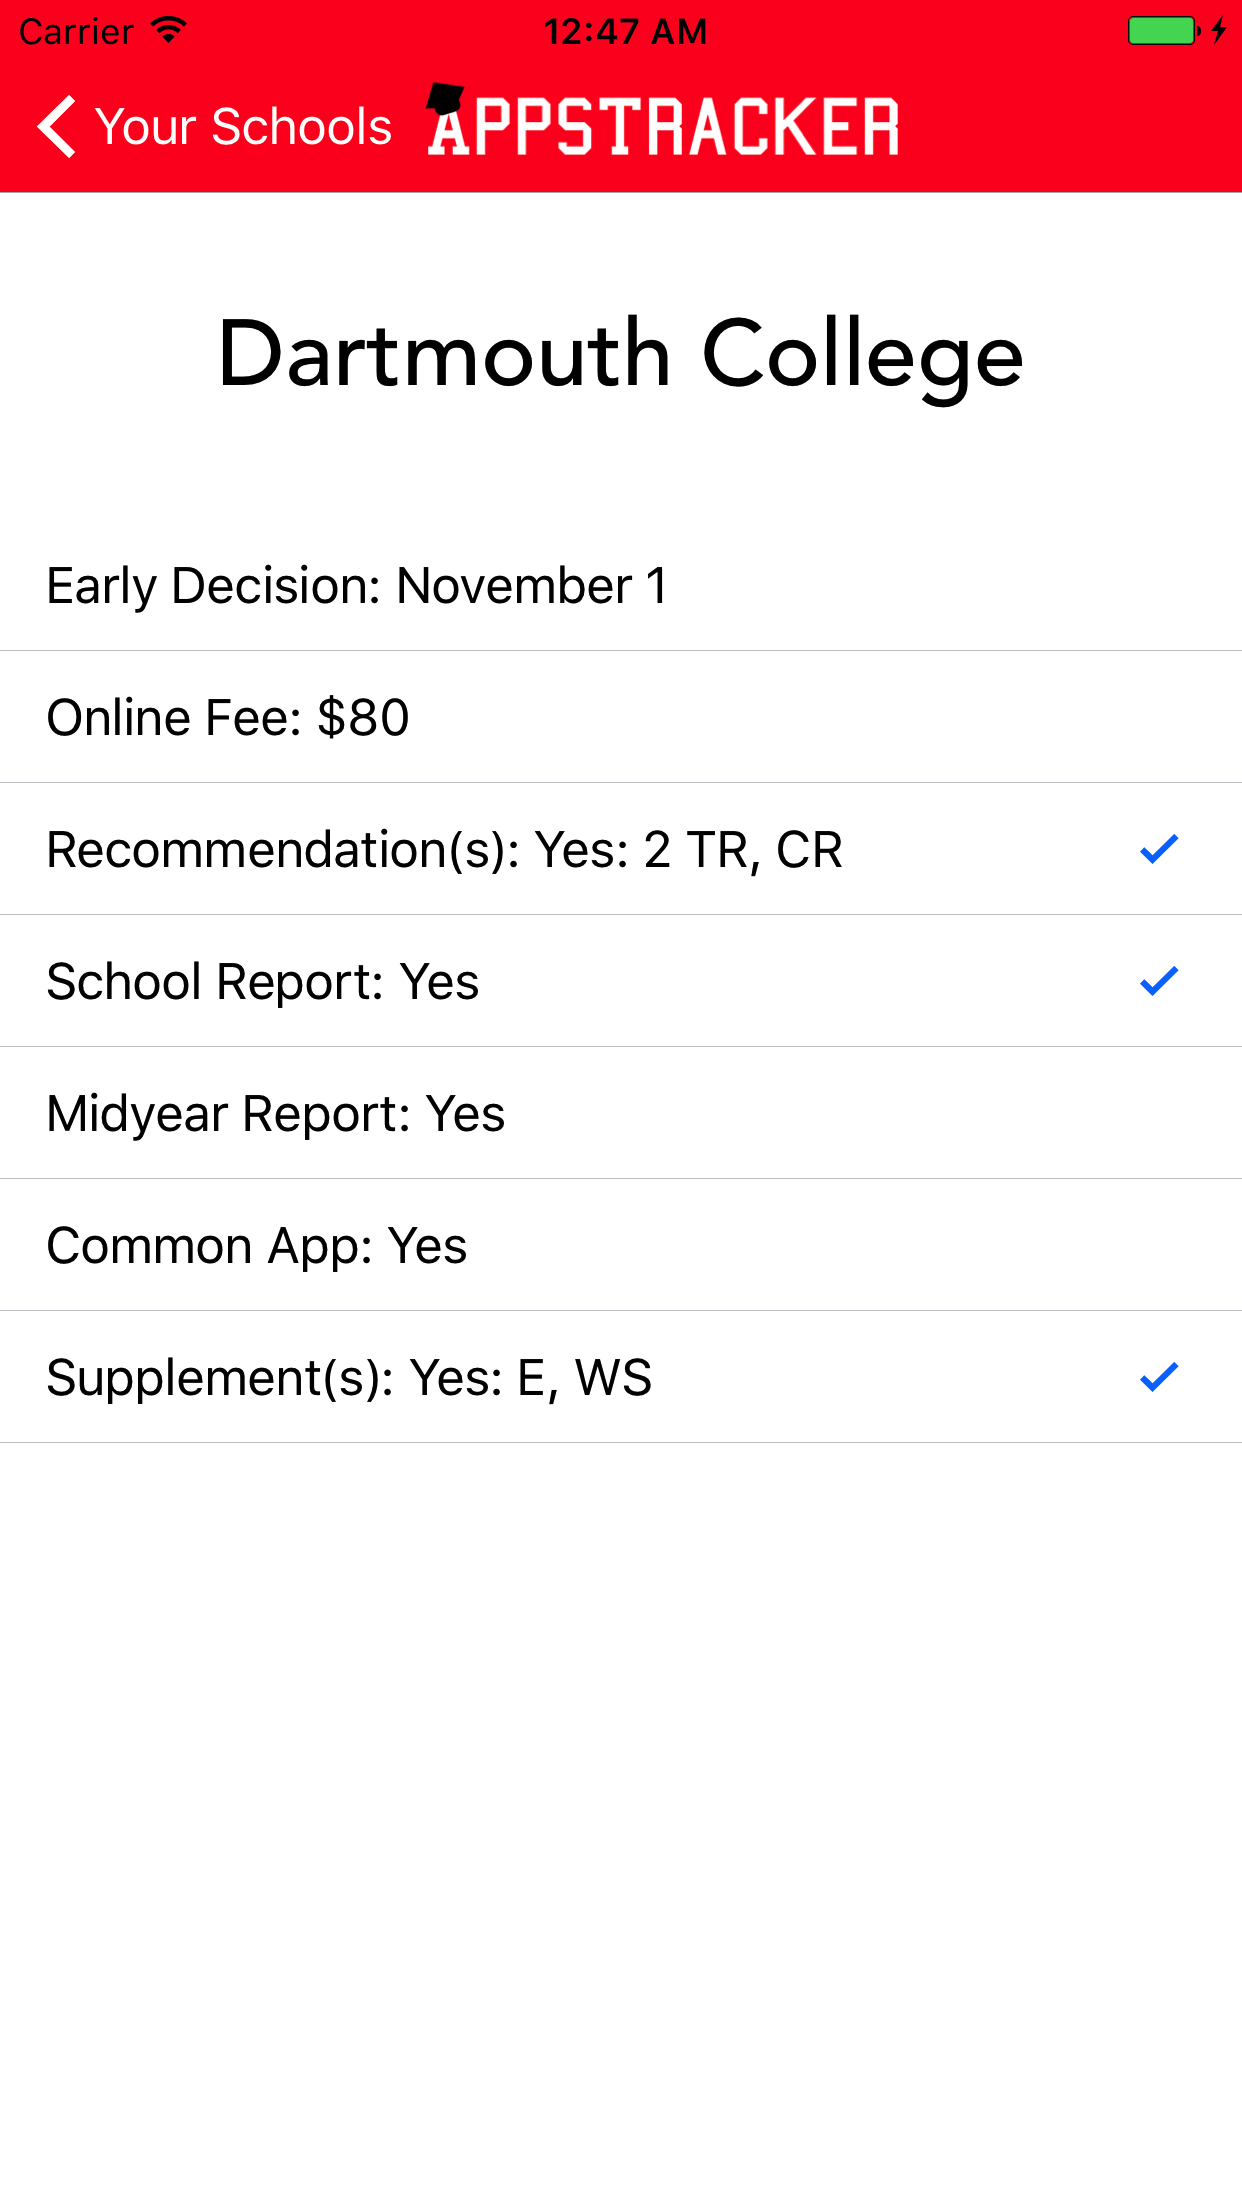 Carrier 12:47 AM
Your Schools APPSTRACKER
Dartmouth College
Early Decision: November 1
Online Fee: $80
Recommendation(s): Yes: 2 TR, CR
School Report: Yes
Midyear Report: Yes
Common App: Yes
Supplement(s): Yes: E, WS